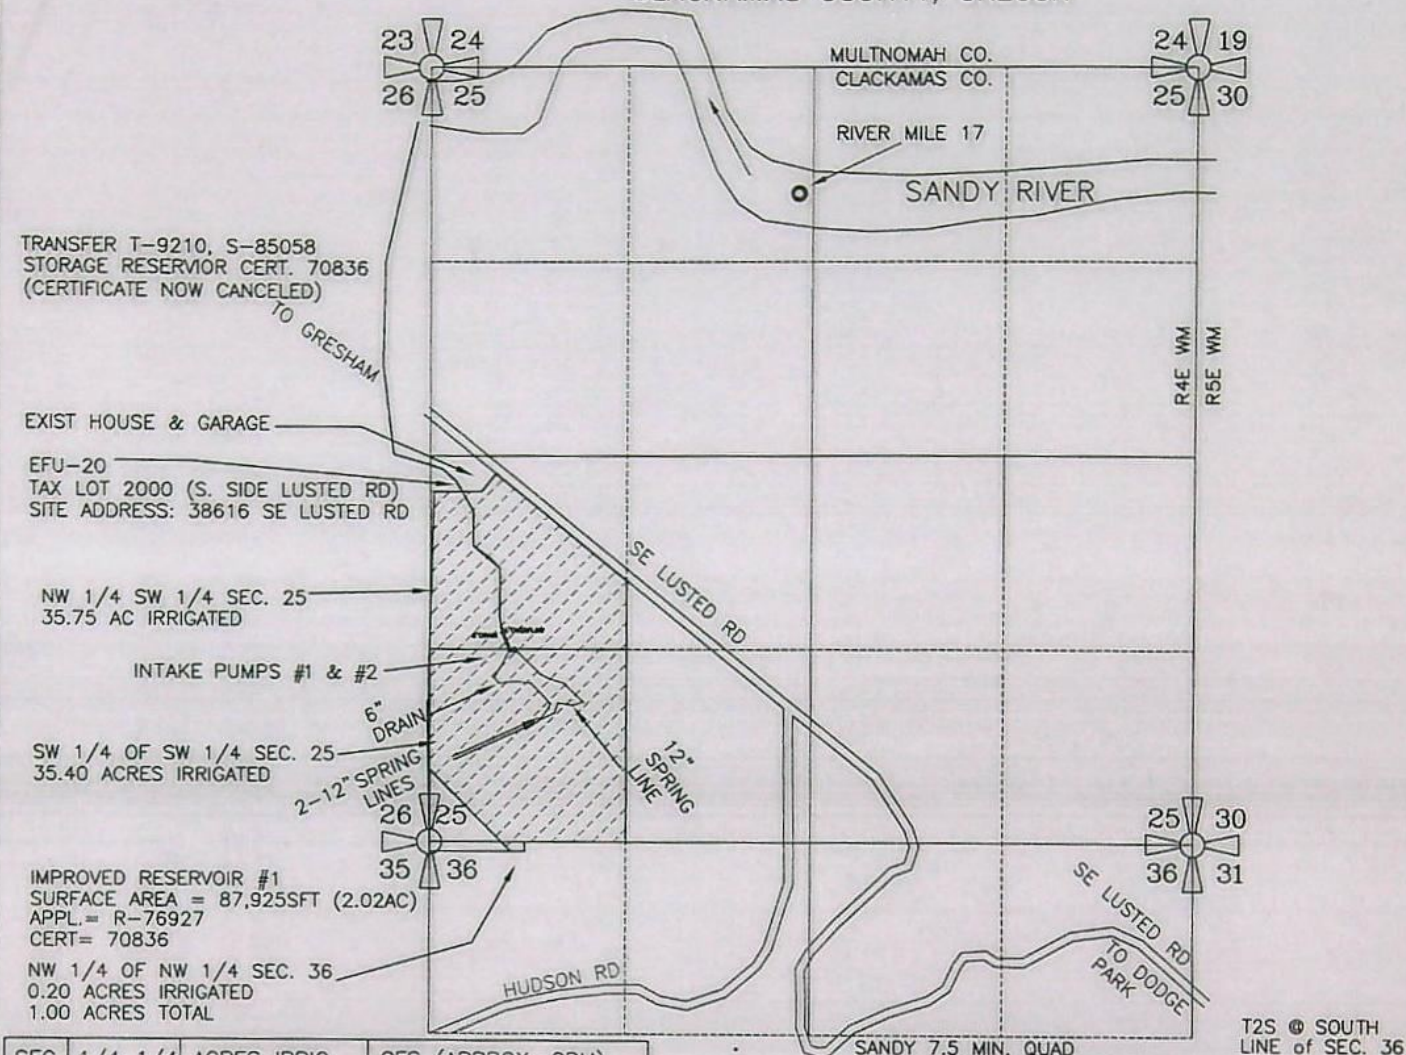 23 24
26 25
24 19
25 30
MULTNOMAH CO.
CLACKAMAS CO.
RIVER MILE 17
SANDY RIVER
TRANSFER T-9210, S-85058
STORAGE RESERVIOR CERT. 70836
(CERTIFICATE NOW CANCELED)
TO GRESHAM
R4E WM
R5E WM
EXIST HOUSE & GARAGE
EFU-20
TAX LOT 2000 (S. SIDE LUSTED RD)
SITE ADDRESS: 38616 SE LUSTED RD
SE LUSTED RD
NW 1/4 SW 1/4 SEC. 25
35.75 AC IRRIGATED
INTAKE PUMPS #1 & #2
6"
DRAIN
SW 1/4 OF SW 1/4 SEC. 25
35.40 ACRES IRRIGATED
2-12" SPRING
LINES
12"
SPRING
LINE
26 25
35 36
25 30
36 31
IMPROVED RESERVOIR #1
SURFACE AREA = 87,925SFT (2.02AC)
APPL.= R-76927
CERT= 70836
NW 1/4 OF NW 1/4 SEC. 36
0.20 ACRES IRRIGATED
1.00 ACRES TOTAL
HUDSON RD
SE LUSTED RD
TO DODGE
PARK
T2S @ SOUTH
LINE of SEC. 36
SANDY 7.5 MIN. QUAD